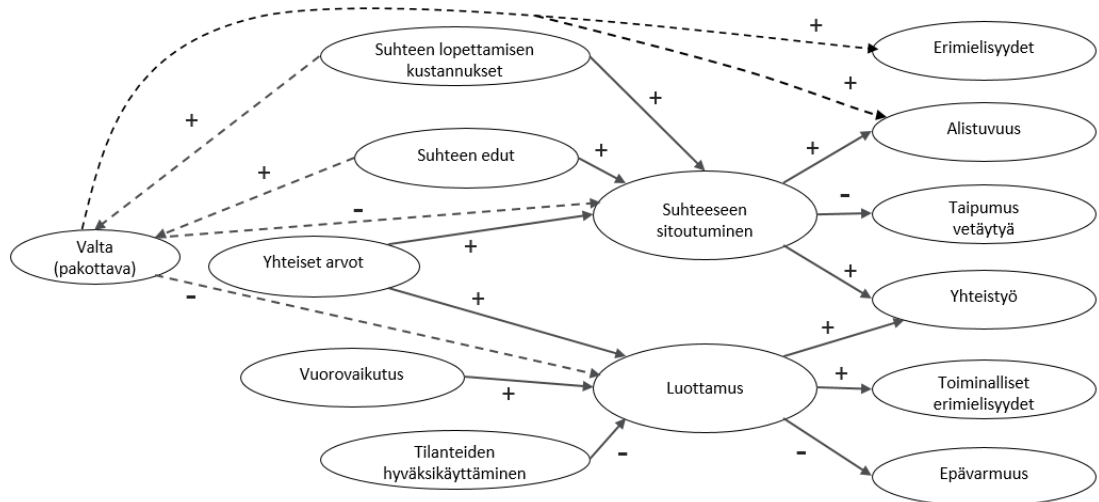 +
Erimielisyydet
Suhteen lopettamisen
kustannukset
+
+
+
Alistuvuus
+
Suhteen edut
+
+
+
-
-
Suhteeseen
sitoutuminen
Taipumus
vetäytyä
Valta
(pakottava)
Yhteiset arvot
+
+
Yhteistyö
-
+
+
Vuorovaikutus
+
Luottamus
+
Toiminalliset
erimielisyydet
Tilanteiden
hyväksikäyttäminen
-
-
Epävarmuus